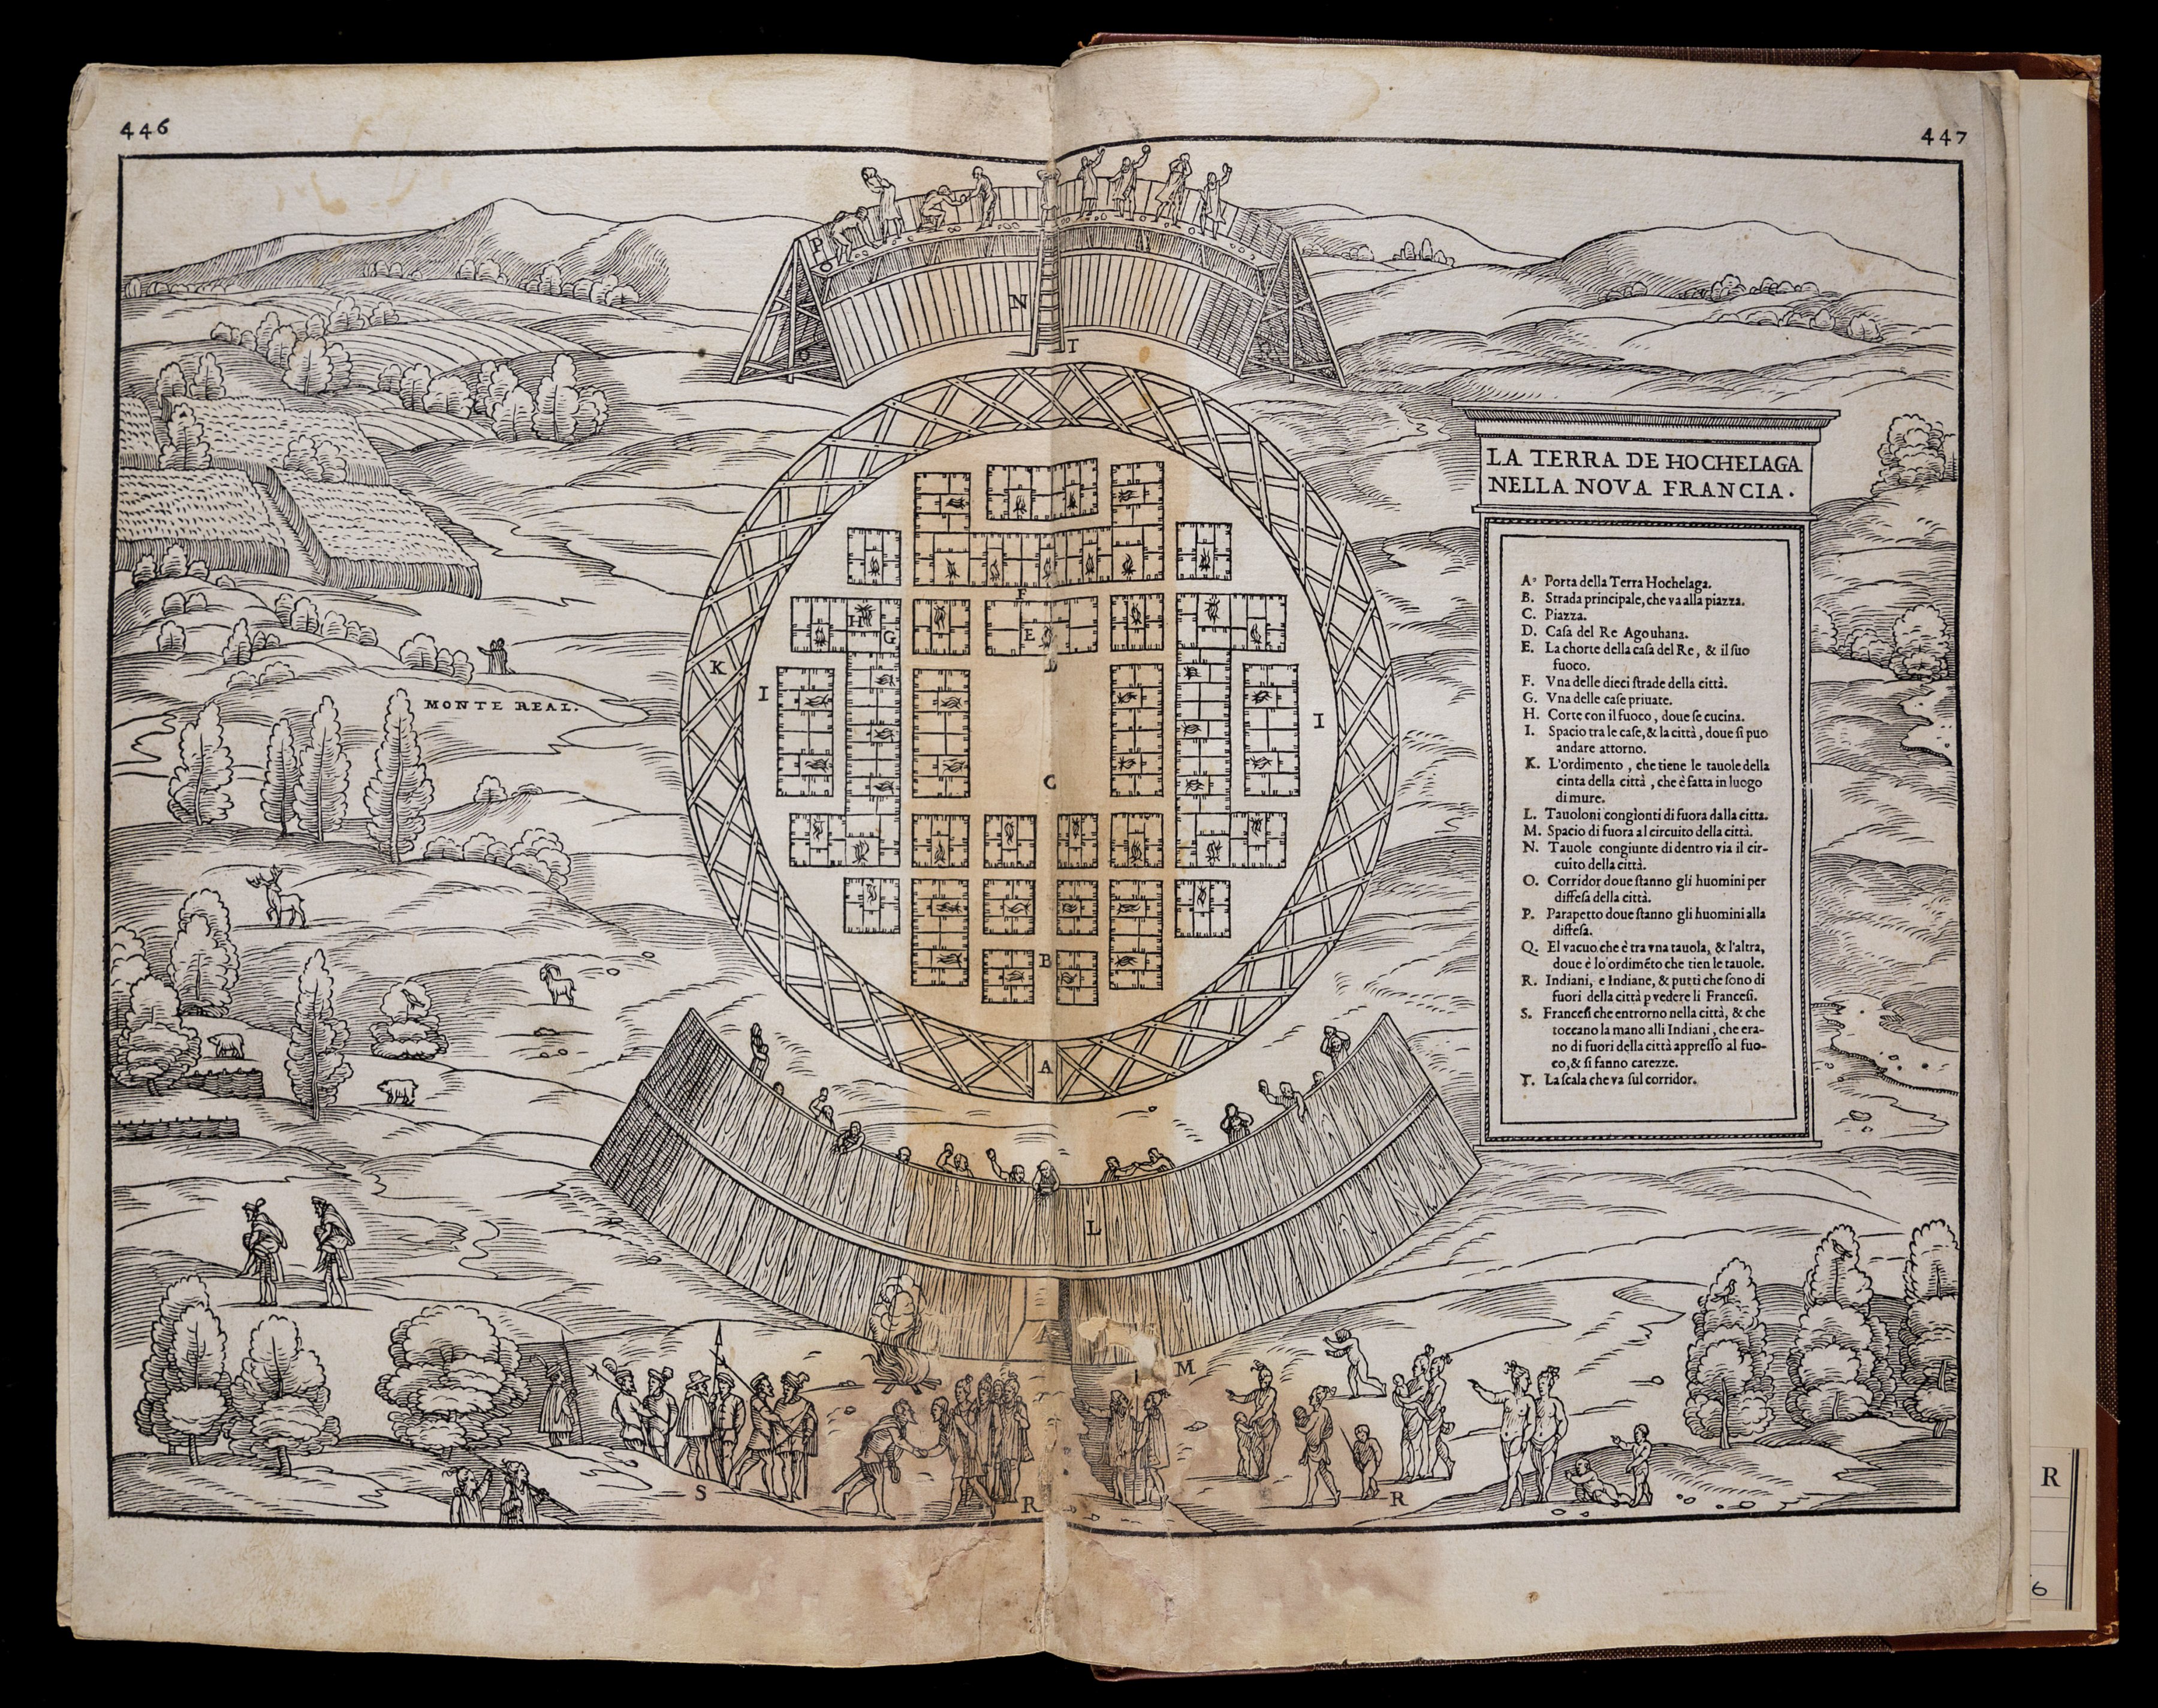 446
447
P
N
T
LA TERRA DE HOCHELAGA
NELLA NOVA FRANCIA.
F
H
G
E
D
K
I
I
MONTE REAL.
C
B
A
L
M
S
R
R
A. Porta della Terra Hochelaga.
B. Strada principale, che va alla piazza.
C. Piazza.
D. Caſa del Re Agouhana.
E. La chorte della caſa del Re, & il ſuo
fuoco.
F. Vna delle dieci ſtrade della città.
G. Vna delle caſe priuate.
H. Corte con il fuoco, doue ſe cucina.
I. Spacio tra le caſe, & la città, doue ſi puo
andare attorno.
K. L'ordimento, che tiene le tauole della
cinta della città, che è fatta in luogo
di mure.
L. Tauoloni congionti di fuora dalla citta.
M. Spacio di fuora al circuito della città.
N. Tauole congiunte di dentro via il cir-
cuito della città.
O. Corridor doue ſtanno gli huomini per
diffeſa della città.
P. Parapetto doue ſtanno gli huomini alla
diffeſa.
Q. El vacuo che è tra vna tauola, & l'altra,
doue è lo ordimẽto che tien le tauole.
R. Indiani, e Indiane, & putti che ſono di
fuori della città p vedere li Franceſi.
S. Franceſi che entrorno nella città, & che
toccano la mano alli Indiani, che era-
no di fuori della città appreſſo al fuo-
co, & ſi fanno carezze.
T. La ſcala che va ſul corridor.
R
6